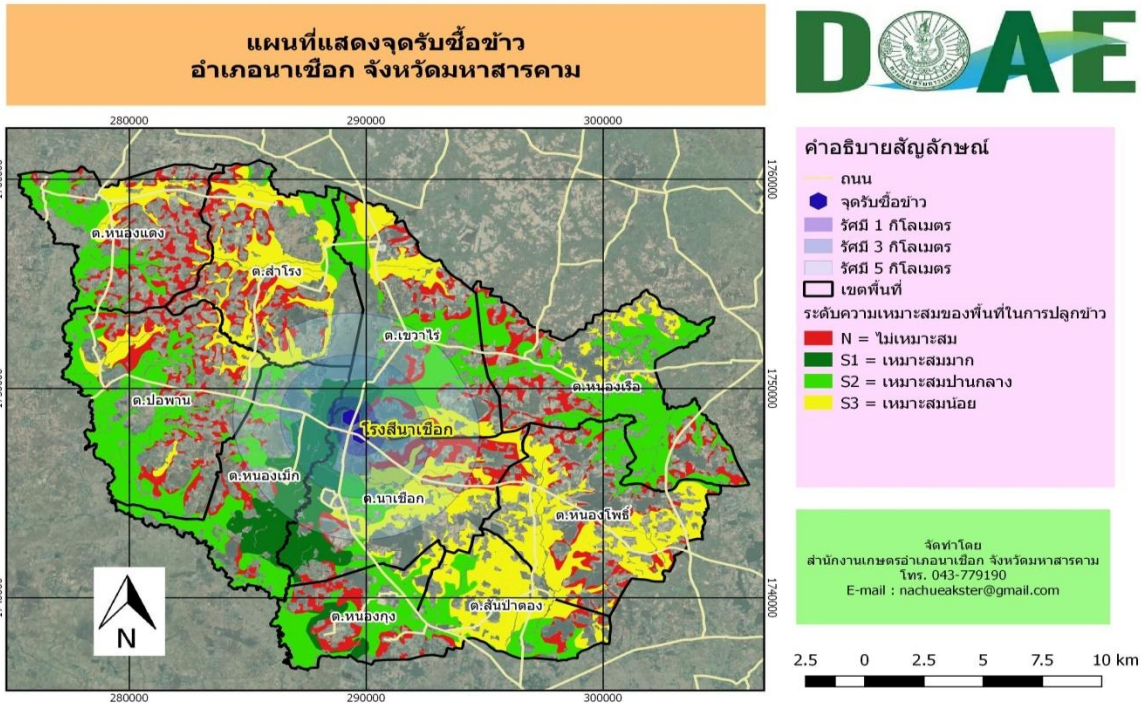 แผนที่แสดงจุดรับซื้อข้าว
อำเภอนาเชือก จังหวัดมหาสารคาม
DOAE
280000
290000
300000
1760000
1760000
ต.หนองแดง
ต.สำโรง
ต.เขวาไร่
ต.หนองเรือ
1750000
1750000
ต.ปอพาน
โรงสีนาเชือก
ต.หนองเม็ก
ต.นาเชือก
ต.หนองโพธิ์
1740000
1740000
ต.สันป่าตอง
ต.หนองกุง
N
280000
290000
300000
คำอธิบายสัญลักษณ์
ถนน
จุดรับซื้อข้าว
รัศมี 1 กิโลเมตร
รัศมี 3 กิโลเมตร
รัศมี 5 กิโลเมตร
เขตพื้นที่
ระดับความเหมาะสมของพื้นที่ในการปลูกข้าว
N = ไม่เหมาะสม
S1 = เหมาะสมมาก
S2 = เหมาะสมปานกลาง
S3 = เหมาะสมน้อย
จัดทำโดย
สำนักงานเกษตรอำเภอนาเชือก จังหวัดมหาสารคาม
โทร. 043-779190
E-mail : nachueakster@gmail.com
2.5 0 2.5 5 7.5 10 km